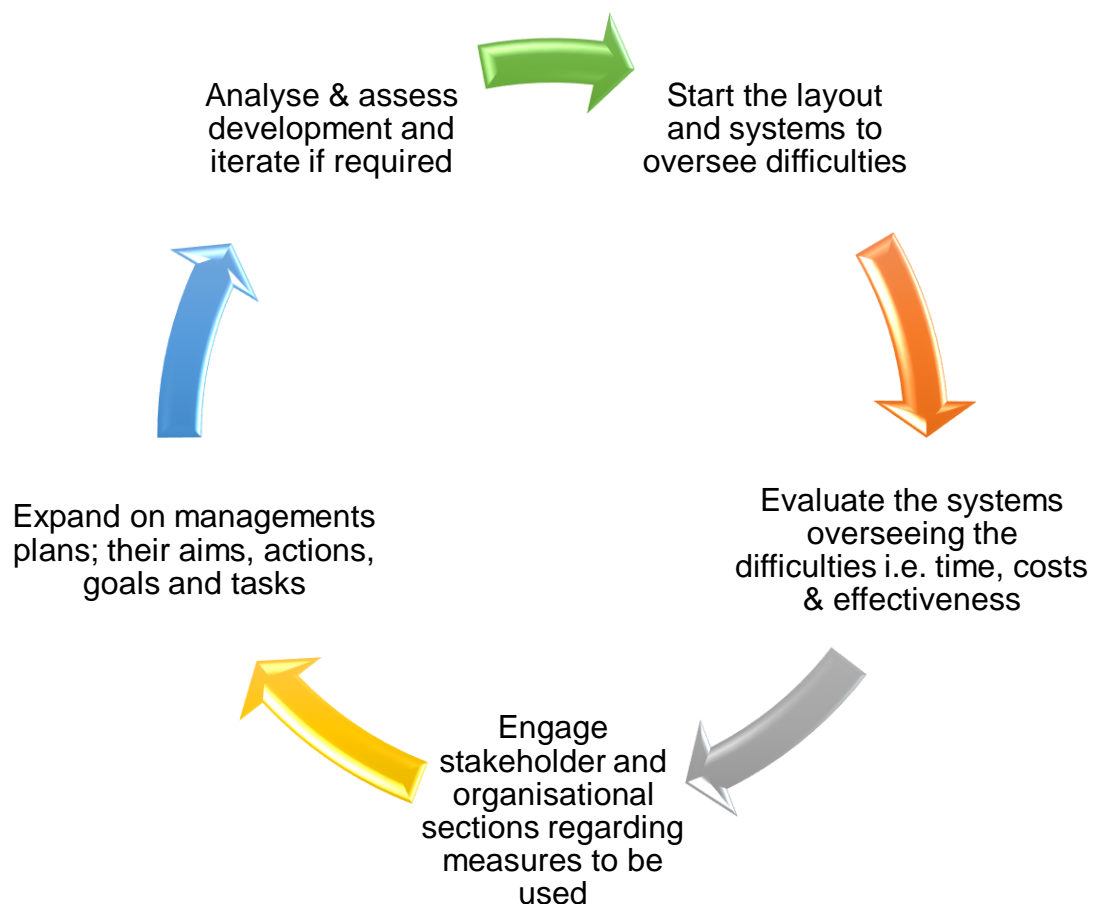 Analyse & assess
development and
iterate if required
Start the layout
and systems to
oversee difficulties
Evaluate the systems
overseeing the
difficulties i.e. time, costs
& effectiveness
Engage
stakeholder and
organisational
sections regarding
measures to be
used
Expand on managements
plans; their aims, actions,
goals and tasks